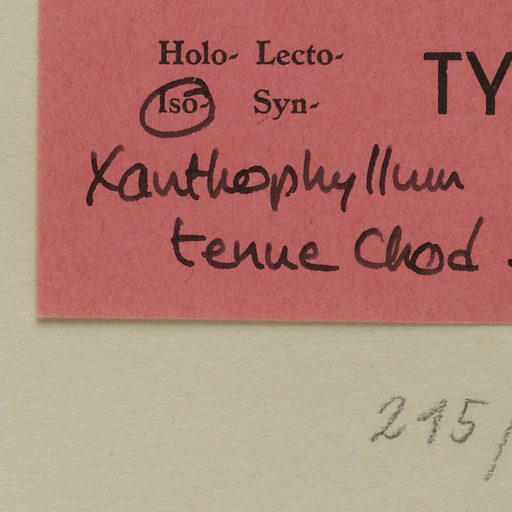 Holo- Lecto-
Iso- Syn- TY
Xanthophyllum
tenue Chod.
215/